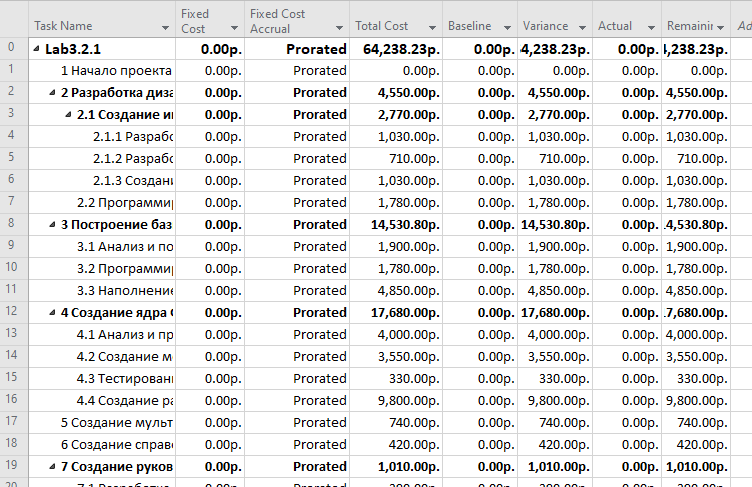 Task Name Fixed Cost Fixed Cost Accrual Total Cost Baseline Variance Actual Remainin
0 Lab3.2.1 0.00р. Prorated 64,238.23р. 0.00р. 4,238.23р. 0.00р. 4,238.23р.
1 1 Начало проекта 0.00р. Prorated 0.00р. 0.00р. 0.00р. 0.00р. 0.00р.
2 2 Разработка диза 0.00р. Prorated 4,550.00р. 0.00р. 4,550.00р. 0.00р. 4,550.00р.
3 2.1 Создание 0.00р. Prorated 2,770.00р. 0.00р. 2,770.00р. 0.00р. 2,770.00р.
4 2.1.1 Разраб 0.00р. Prorated 1,030.00р. 0.00р. 1,030.00р. 0.00р. 1,030.00р.
5 2.1.2 Разраб 0.00р. Prorated 710.00р. 0.00р. 710.00р. 0.00р. 710.00р.
6 2.1.3 Создан 0.00р. Prorated 1,030.00р. 0.00р. 1,030.00р. 0.00р. 1,030.00р.
7 2.2 Программи 0.00р. Prorated 1,780.00р. 0.00р. 1,780.00р. 0.00р. 1,780.00р.
8 3 Построение баз 0.00р. Prorated 14,530.80р. 0.00р. 14,530.80р. 0.00р. 4,530.80р.
9 3.1 Анализ и по 0.00р. Prorated 1,900.00р. 0.00р. 1,900.00р. 0.00р. 1,900.00р.
10 3.2 Программи 0.00р. Prorated 1,780.00р. 0.00р. 1,780.00р. 0.00р. 1,780.00р.
11 3.3 Наполнение 0.00р. Prorated 4,850.00р. 0.00р. 4,850.00р. 0.00р. 4,850.00р.
12 4 Создание ядра 0.00р. Prorated 17,680.00р. 0.00р. 17,680.00р. 0.00р. 7,680.00р.
13 4.1 Анализ и пр 0.00р. Prorated 4,000.00р. 0.00р. 4,000.00р. 0.00р. 4,000.00р.
14 4.2 Создание м 0.00р. Prorated 3,550.00р. 0.00р. 3,550.00р. 0.00р. 3,550.00р.
15 4.3 Тестирован 0.00р. Prorated 330.00р. 0.00р. 330.00р. 0.00р. 330.00р.
16 4.4 Создание ра 0.00р. Prorated 9,800.00р. 0.00р. 9,800.00р. 0.00р. 9,800.00р.
17 5 Создание мульт 0.00р. Prorated 740.00р. 0.00р. 740.00р. 0.00р. 740.00р.
18 6 Создание справ 0.00р. Prorated 420.00р. 0.00р. 420.00р. 0.00р. 420.00р.
19 7 Создание руков 0.00р. Prorated 1,010.00р. 0.00р. 1,010.00р. 0.00р. 1,010.00р.